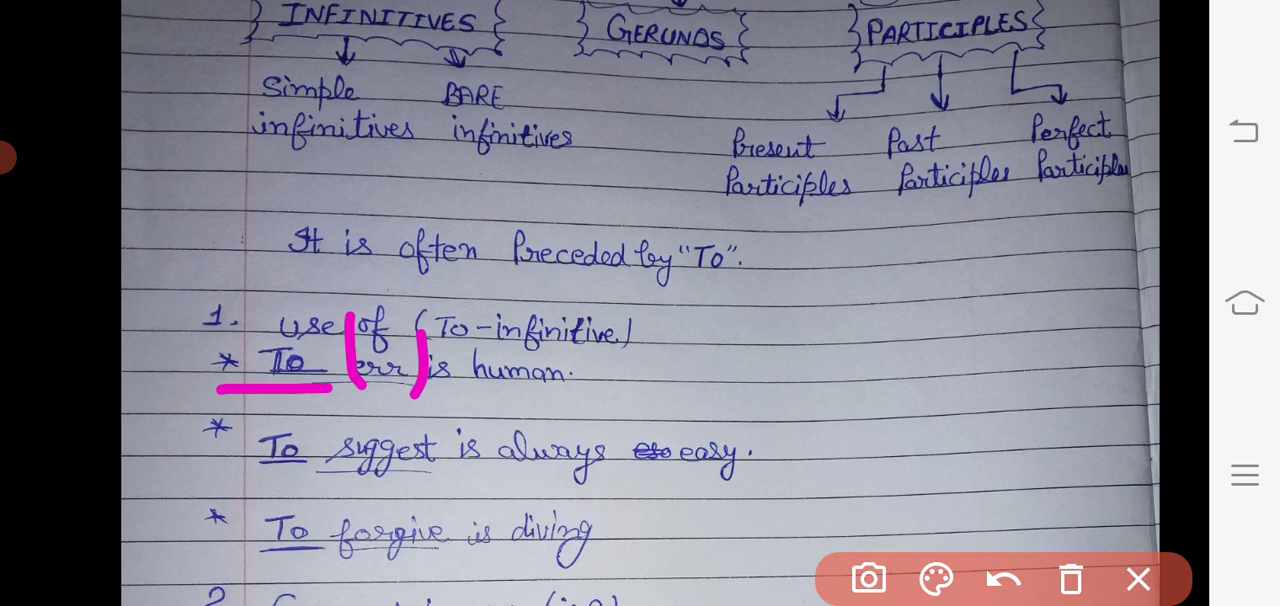 INFINITIVES GERUNDS PARTICIPLES
Simple infinitives BARE infinitives
Present Participles Past Participles Perfect Participles
It is often Preceded by "To".
1. use of (To-infinitive)
* To err is human.
* To suggest is always easy.
* To forgive is diving
2